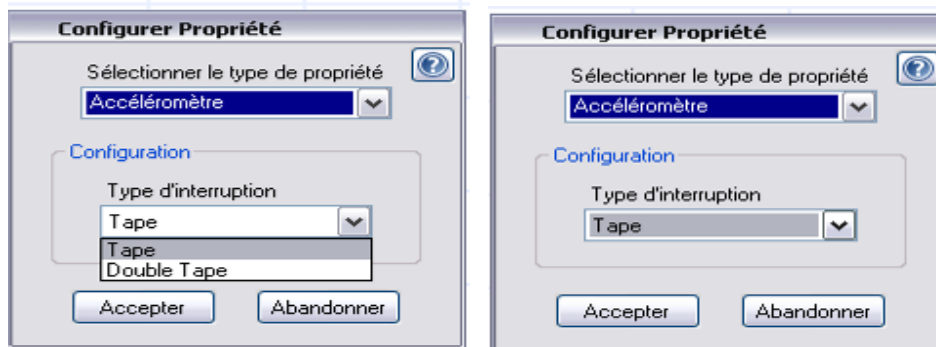 Configurer Propriété
Sélectionner le type de propriété
Accéléromètre
Configuration
Type d'interruption
Tape
Tape
Double Tape
Accepter Abandonner
Configurer Propriété
Sélectionner le type de propriété
Accéléromètre
Configuration
Type d'interruption
Tape
Accepter Abandonner